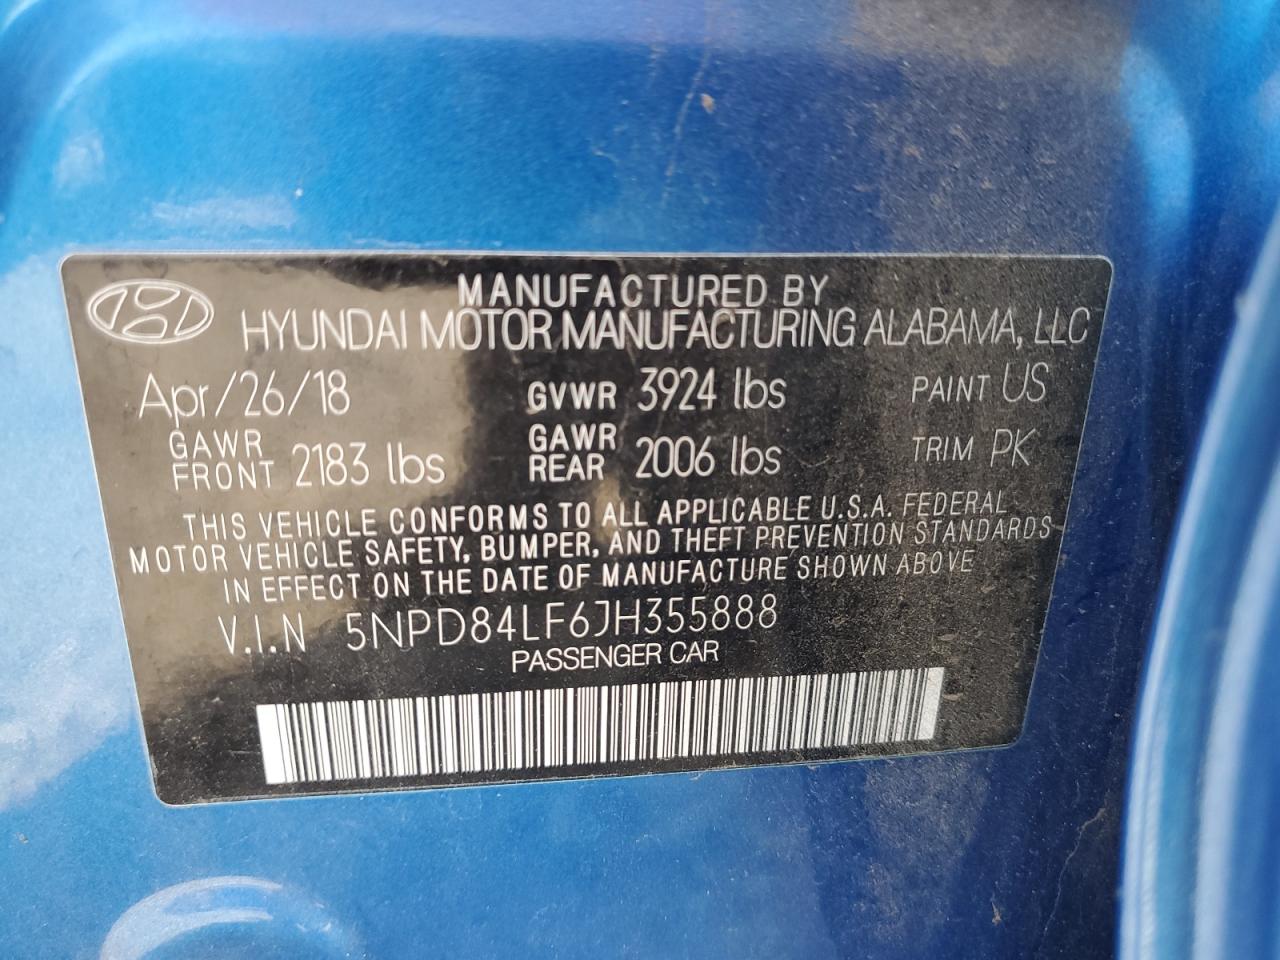 MANUFACTURED BY
HYUNDAI MOTOR MANUFACTURING ALABAMA, LLC
Apr/26/18 GVWR 3924 lbs PAINT US
GAWR FRONT 2183 lbs GAWR REAR 2006 lbs TRIM PK
THIS VEHICLE CONFORMS TO ALL APPLICABLE U.S.A. FEDERAL
MOTOR VEHICLE SAFETY, BUMPER, AND THEFT PREVENTION STANDARDS
IN EFFECT ON THE DATE OF MANUFACTURE SHOWN ABOVE
V.I.N 5NPD84LF6JH355888
PASSENGER CAR